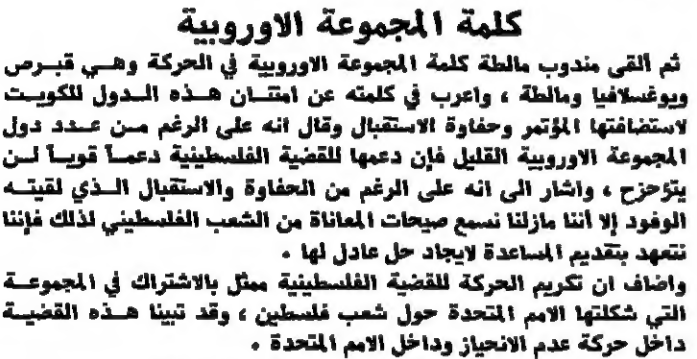 كلمة المجموعة الاوروبية
ثم ألقى مندوب مالطة كلمة المجموعة الاوروبية في الحركة وهي قبرص
ويوغسلافيا ومالطة ، واعرب في كلمته عن امتنان هذه الدول للكويت
لاستضافتها المؤتمر وحفاوة الاستقبال وقال انه على الرغم من عدد دول
المجموعة الاوروبية القليل فإن دعمها للقضية الفلسطينية دعماً قوياً لن
يتزحزح ، واشار الى انه على الرغم من الحفاوة والاستقبال الذي لقيته
الوفود إلا أننا مازلنا نسمع صيحات المعاناة من الشعب الفلسطيني لذلك فإننا
نتعهد بتقديم المساعدة لايجاد حل عادل لها .
واضاف ان تكريم الحركة للقضية الفلسطينية ممثل بالاشتراك في المجموعة
التي شكلتها الامم المتحدة حول شعب فلسطين ، وقد تبينا هذه القضية
داخل حركة عدم الانحياز وداخل الامم المتحدة .